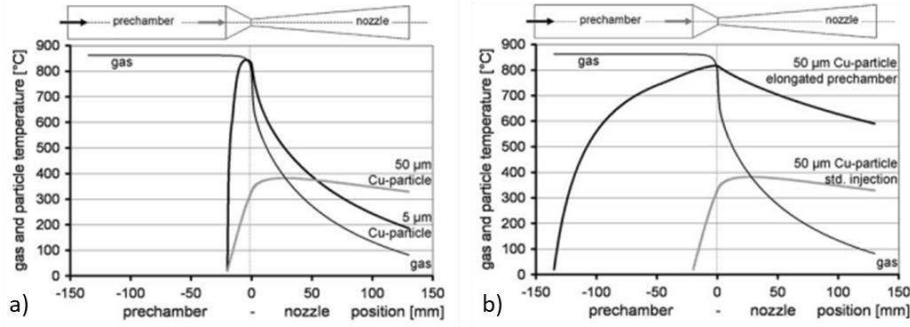 prechamber
nozzle
900
800
700
600
500
400
300
200
100
0
gas and particle temperature [°C]
gas
50 µm
Cu-particle
5 µm
Cu-particle
gas
-150 -100 -50 0 50 100 150
prechamber - nozzle position [mm]
a)
prechamber
nozzle
900
800
700
600
500
400
300
200
100
0
gas and particle temperature [°C]
gas
50 µm Cu-particle
elongated prechamber
50 µm Cu-particle
std. injection
gas
-150 -100 -50 0 50 100 150
prechamber - nozzle position [mm]
b)